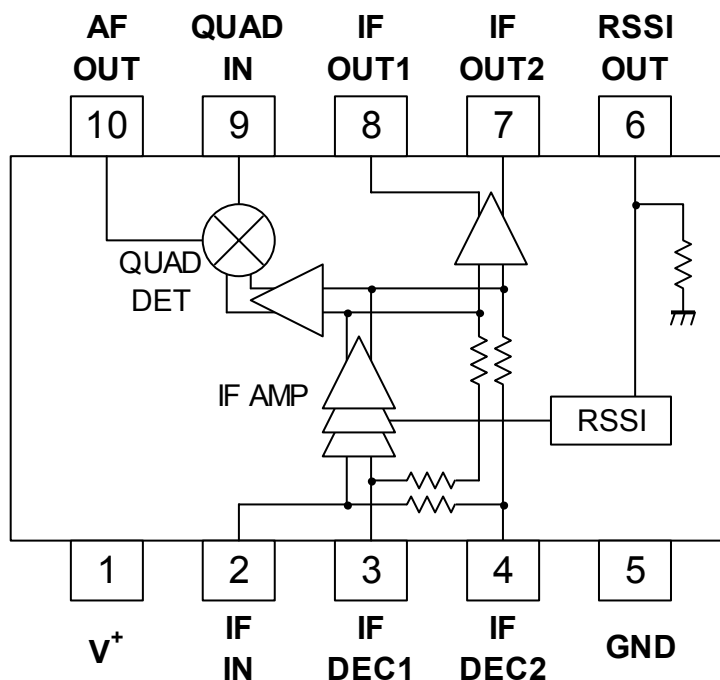 AF OUT
QUAD IN
IF OUT1
IF OUT2
RSSI OUT
10
9
8
7
6
QUAD DET
IF AMP
RSSI
1
2
3
4
5
V+
IF IN
IF DEC1
IF DEC2
GND